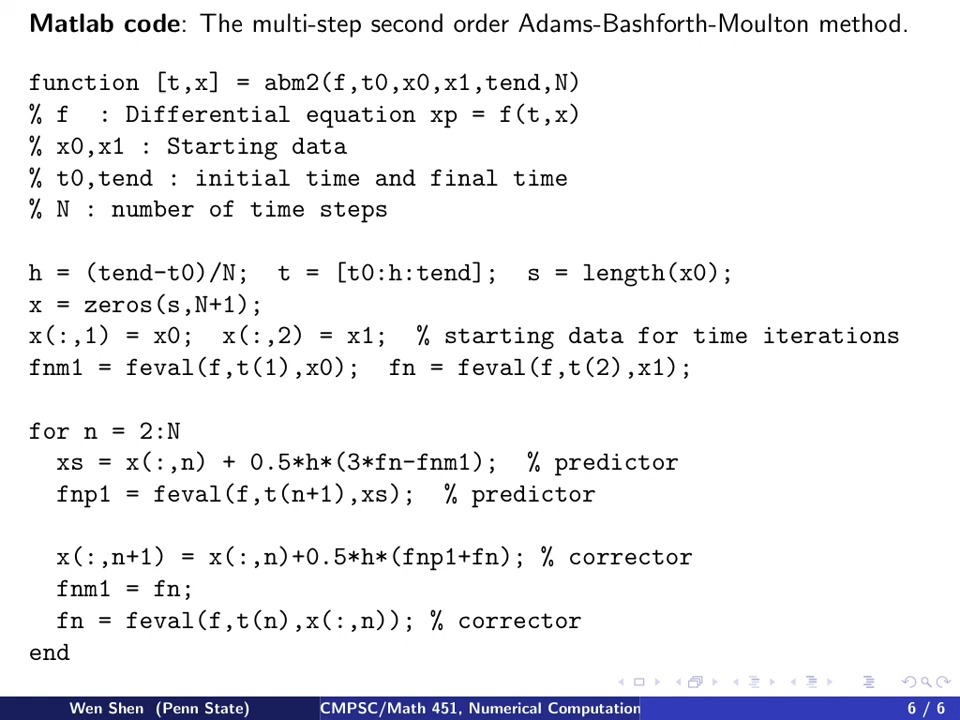 Matlab code: The multi-step second order Adams-Bashforth-Moulton method.
function [t,x] = abm2(f,t0,x0,x1,tend,N)
% f  : Differential equation xp = f(t,x)
% x0,x1 : Starting data
% t0,tend : initial time and final time
% N : number of time steps
h = (tend-t0)/N;  t = [t0:h:tend];  s = length(x0);
x = zeros(s,N+1);
x(:,1) = x0;  x(:,2) = x1;  % starting data for time iterations
fnm1 = feval(f,t(1),x0);  fn = feval(f,t(2),x1);
for n = 2:N
  xs = x(:,n) + 0.5*h*(3*fn-fnm1);  % predictor
  fnp1 = feval(f,t(n+1),xs);  % predictor
  x(:,n+1) = x(:,n)+0.5*h*(fnp1+fn); % corrector
  fnm1 = fn;
  fn = feval(f,t(n),x(:,n)); % corrector
end
Wen Shen (Penn State) CMPSC/Math 451, Numerical Computation 6 / 6